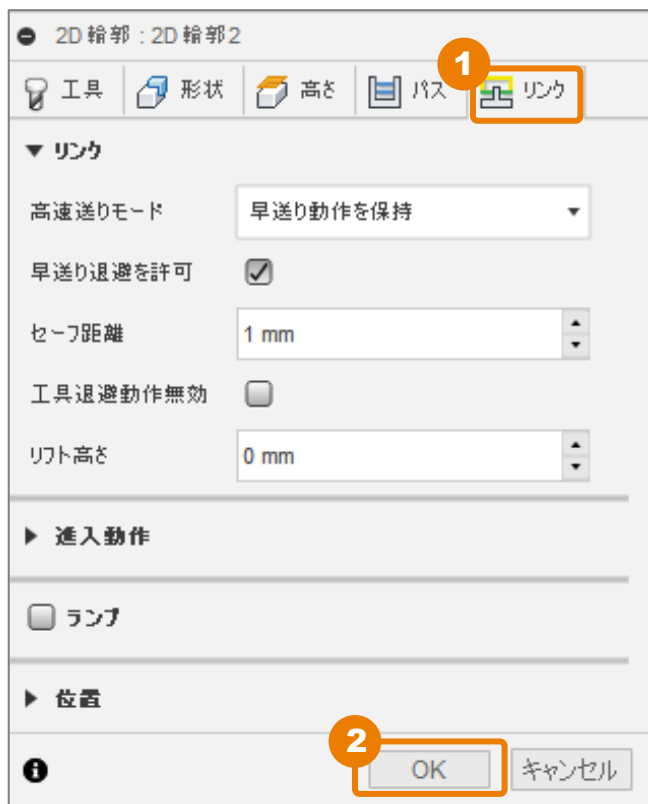 2D 輪郭 : 2D 輪郭2
1
工具 形状 高さ パス リンク
▼ リンク
高速送りモード 早送り動作を保持
早送り退避を許可
セーフ距離 1 mm
工具退避動作無効
リフト高さ 0 mm
▶ 進入動作
ランプ
▶ 位置
2
OK キャンセル